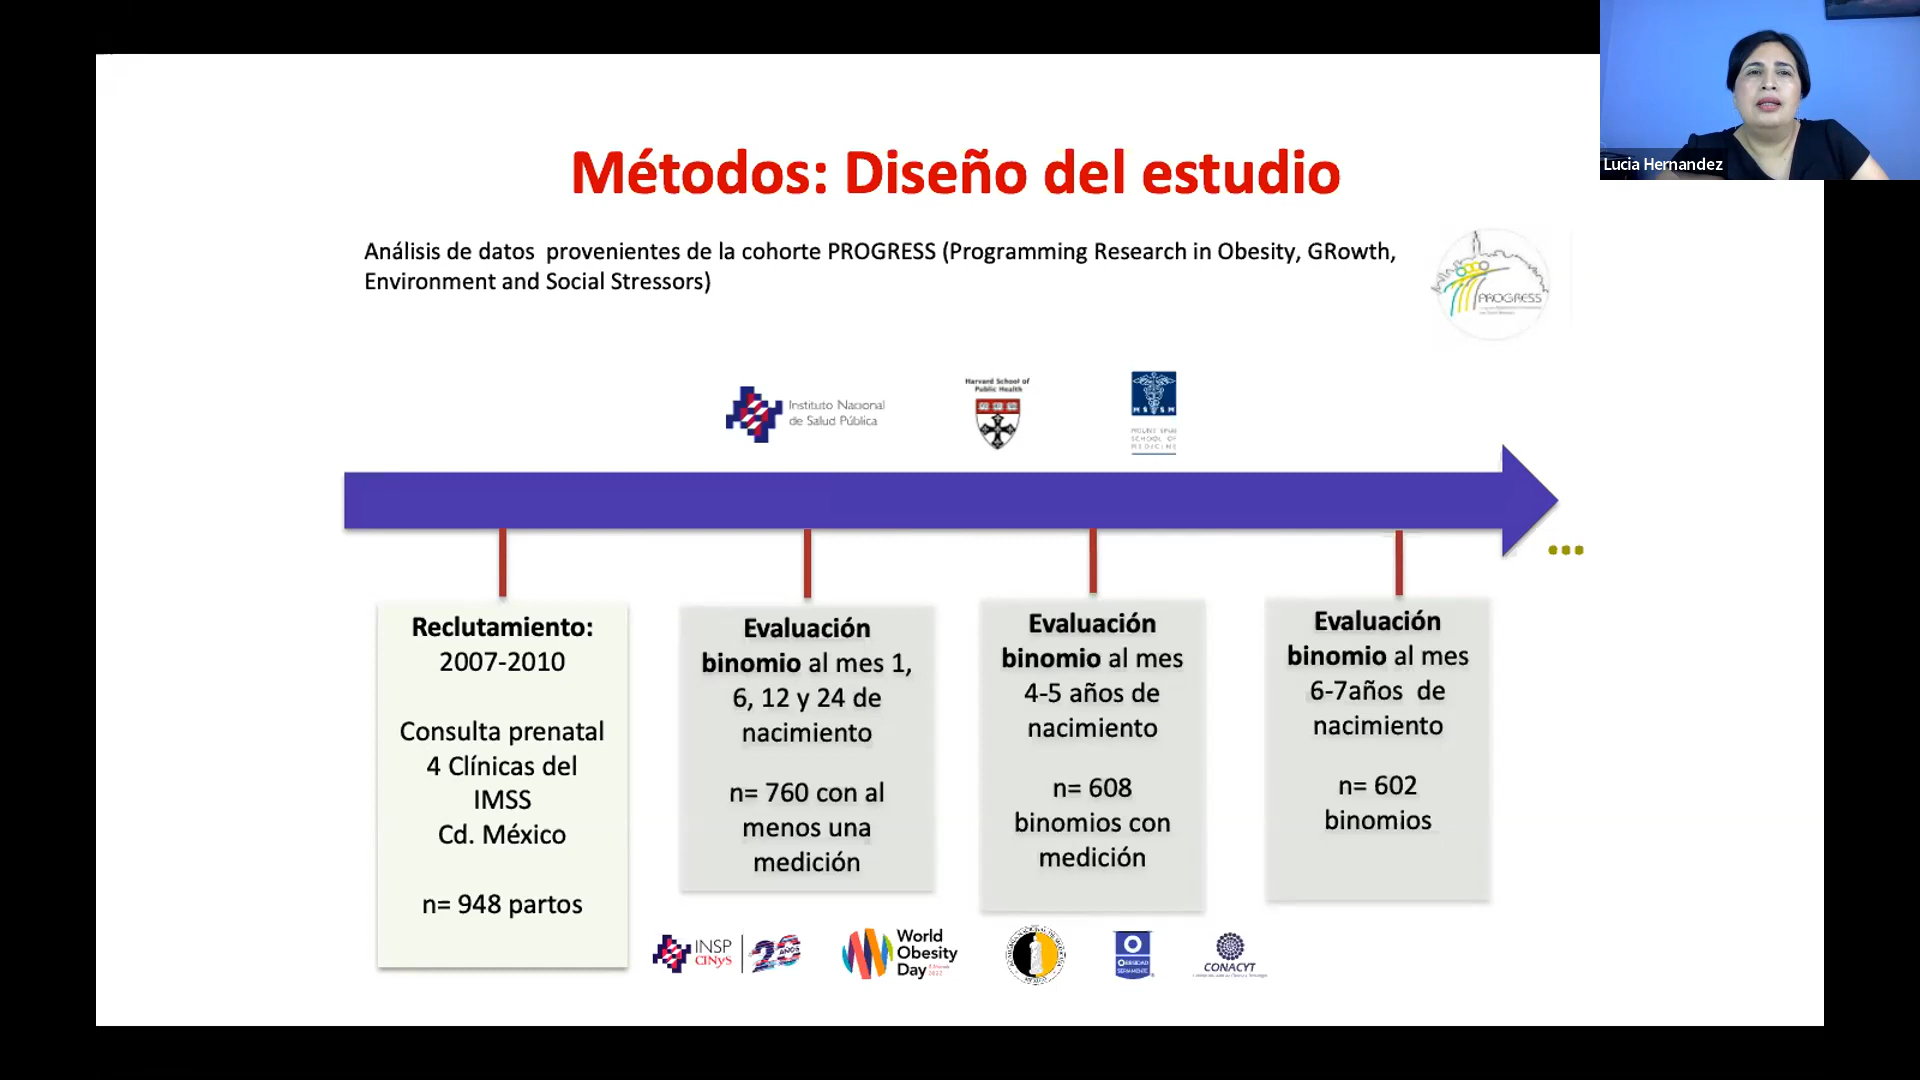 Lucia Hernandez
Métodos: Diseño del estudio
Análisis de datos provenientes de la cohorte PROGRESS (Programming Research in Obesity, GRowth,
Environment and Social Stressors)
PROGRESS
Instituto Nacional
de Salud Pública
Harvard School of
Public Health
MSSM
MOUNT SINAI
SCHOOL OF
MEDICINE
...
Reclutamiento:
2007-2010
Consulta prenatal
4 Clínicas del
IMSS
Cd. México
n= 948 partos
Evaluación
binomio al mes 1,
6, 12 y 24 de
nacimiento
n= 760 con al
menos una
medición
Evaluación
binomio al mes
4-5 años de
nacimiento
n= 608
binomios con
medición
Evaluación
binomio al mes
6-7años de
nacimiento
n= 602
binomios
INSP
CINyS
AÑOS
World
Obesity
Day
OBESIDAD
CONACYT